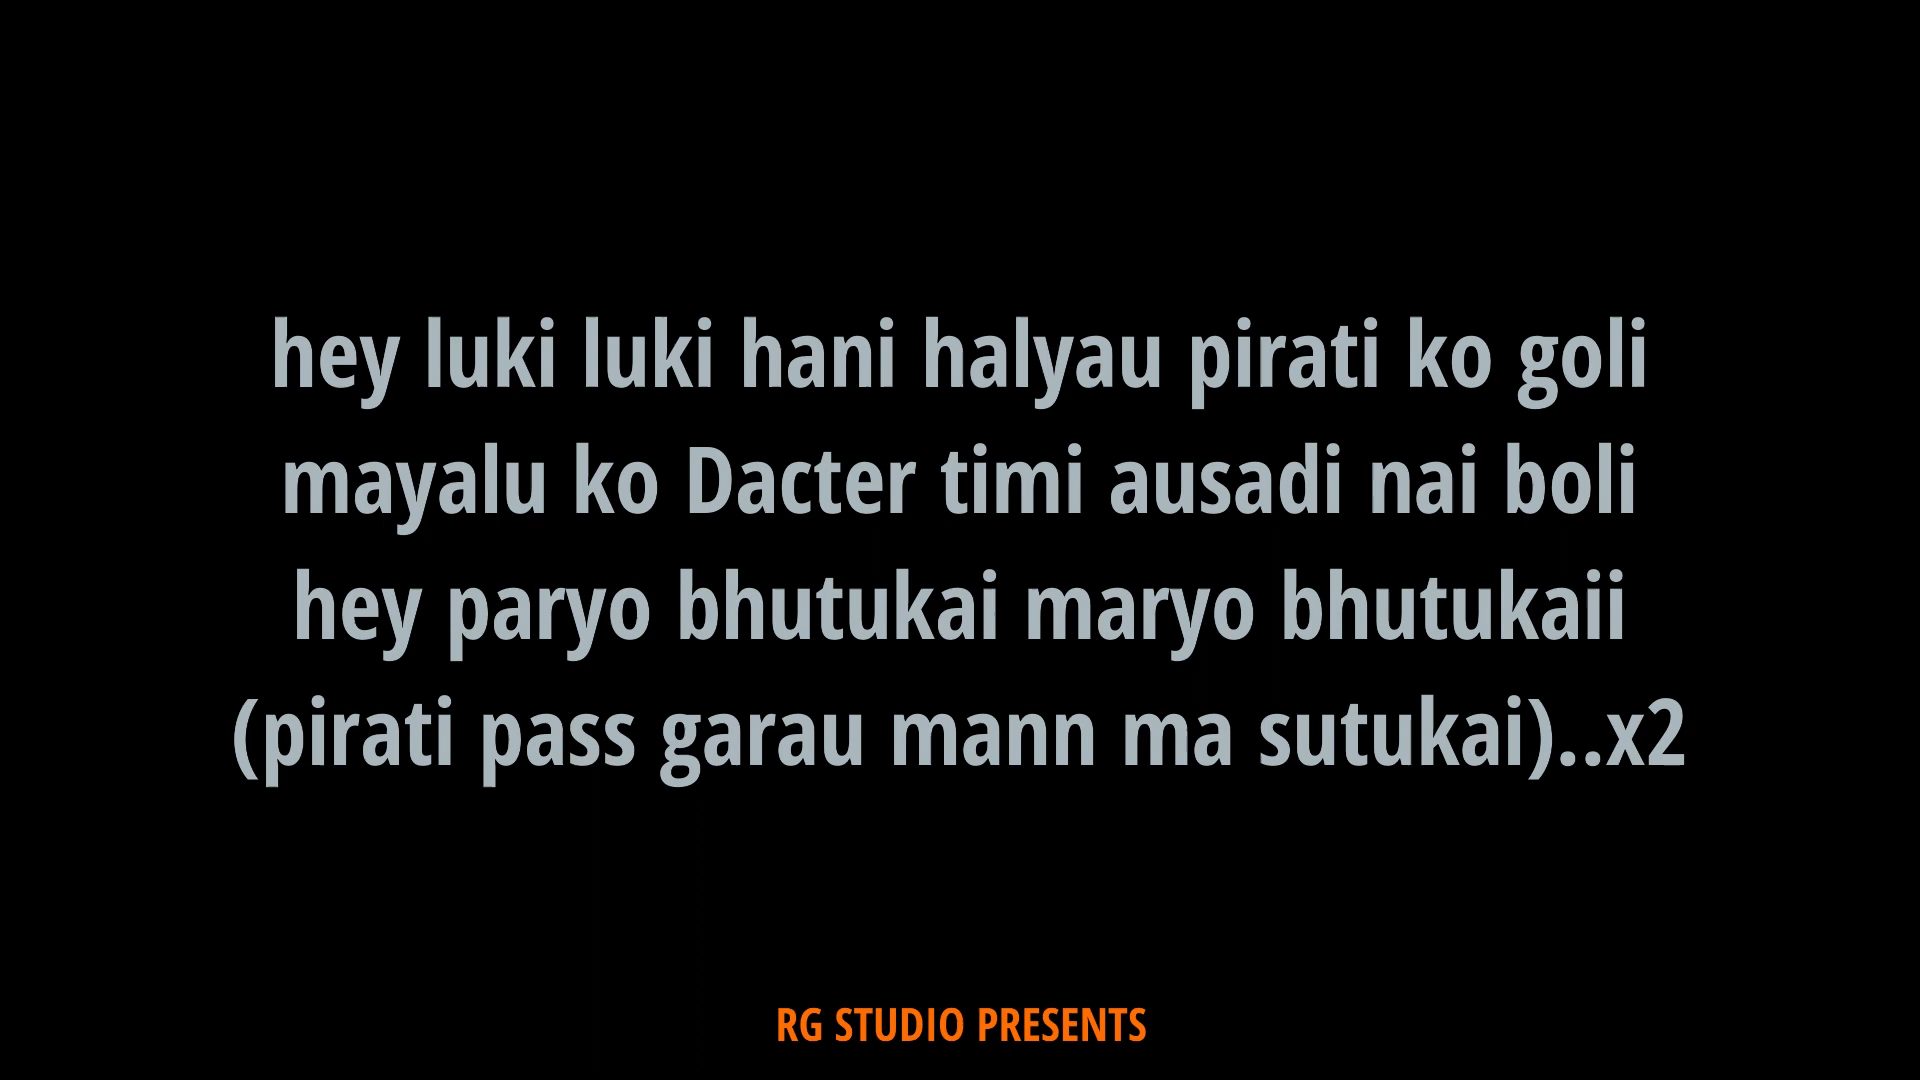 hey luki luki hani halyau pirati ko goli
mayalu ko Dacter timi ausadi nai boli
hey paryo bhutukai maryo bhutukaii
(pirati pass garau mann ma sutukai)..x2
RG STUDIO PRESENTS